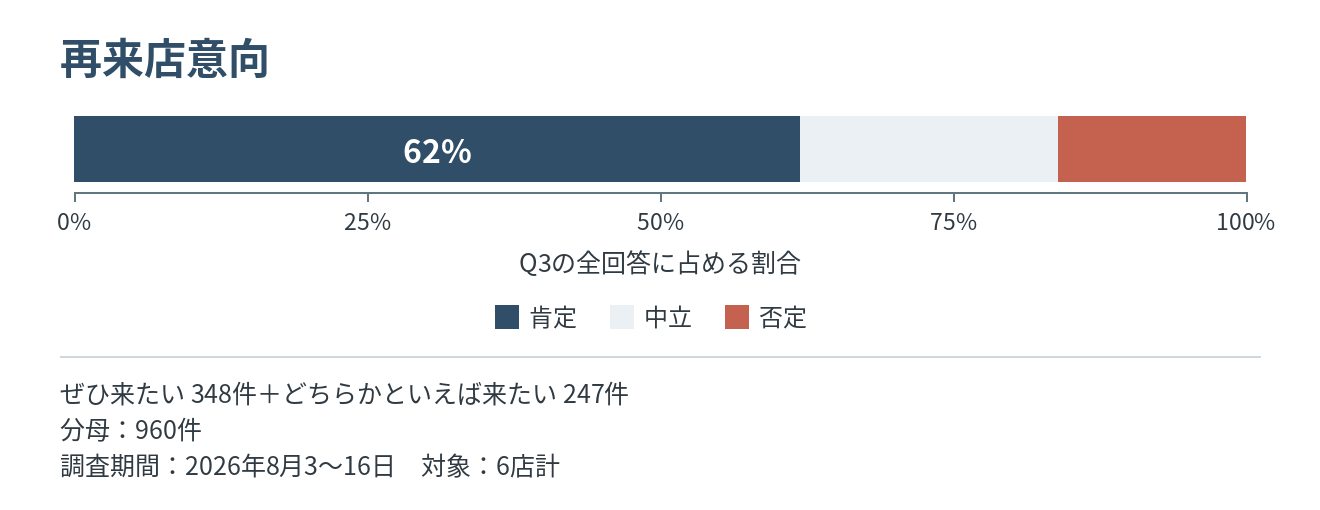 再来店意向
62%
0% 25% 50% 75% 100%
Q3の全回答に占める割合
肯定 中立 否定
ぜひ来たい 348件＋どちらかといえば来たい 247件
分母：960件
調査期間：2026年8月3〜16日　対象：6店計